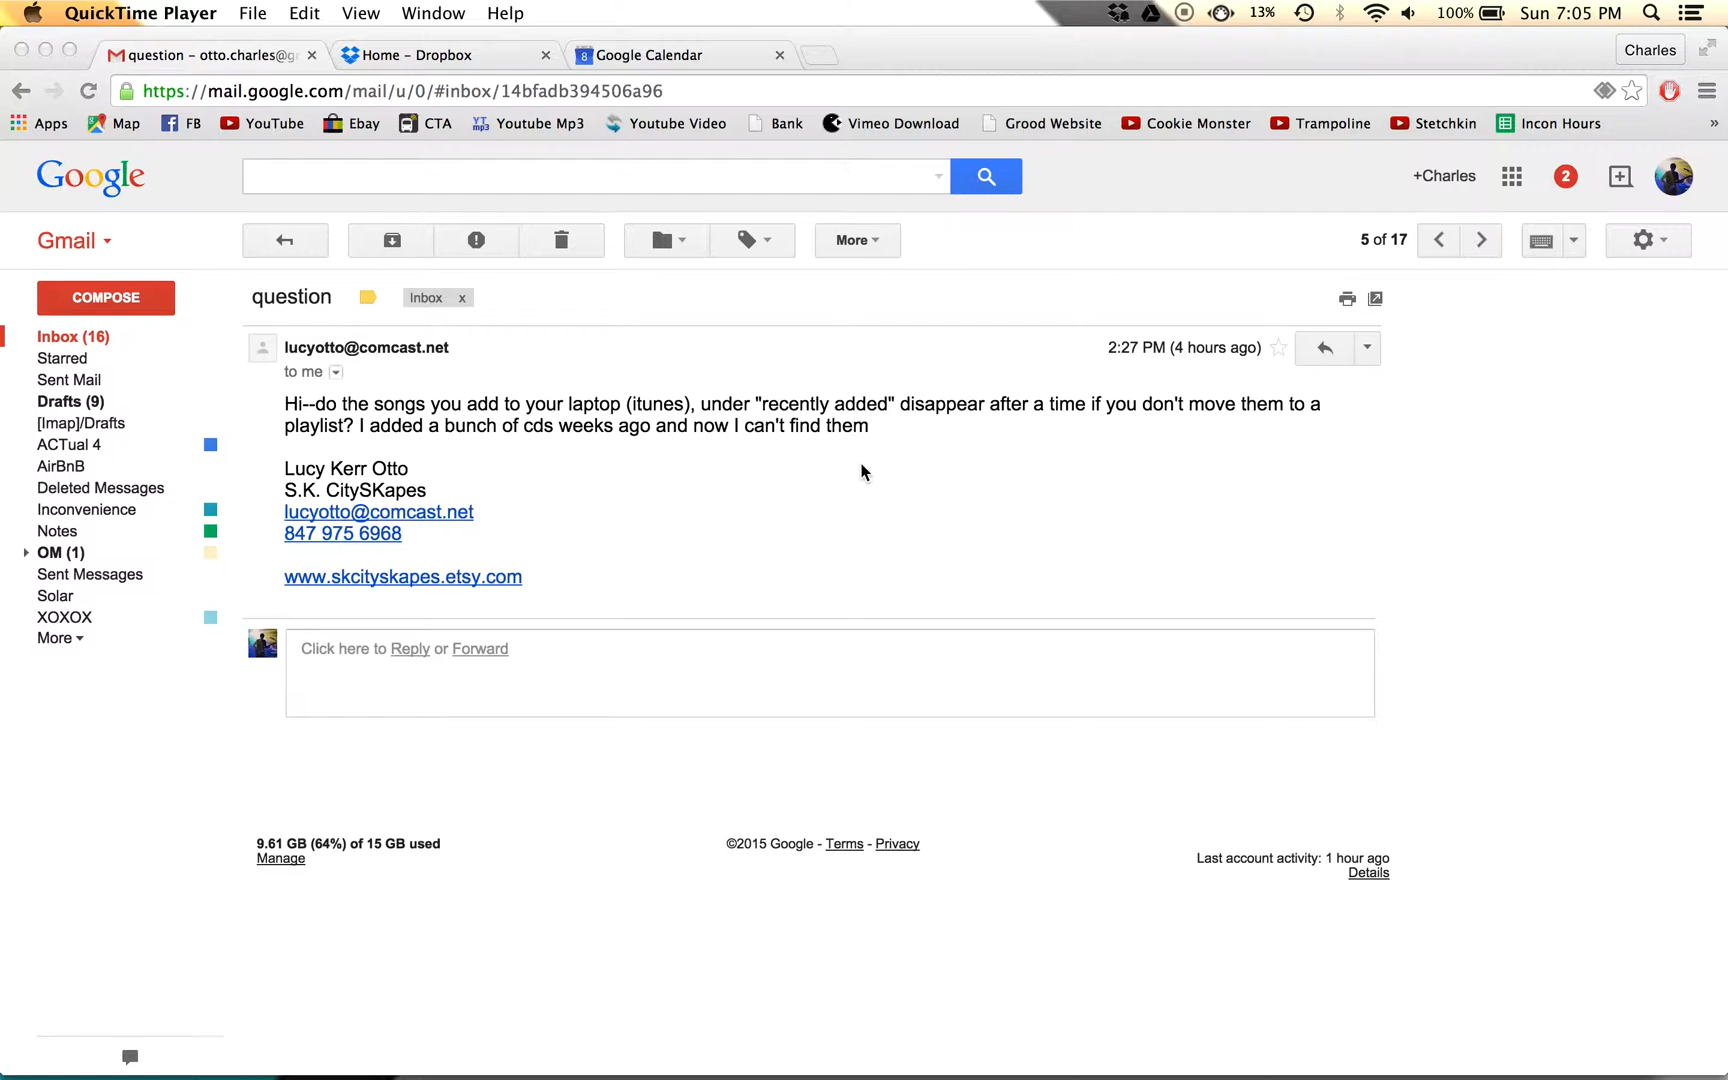 QuickTime Player File Edit View Window Help 13% 100% Sun 7:05 PM
question - otto.charles@g Home - Dropbox 8 Google Calendar Charles
https://mail.google.com/mail/u/0/#inbox/14bfadb394506a96
Apps Map FB YouTube Ebay CTA YT mp3 Youtube Mp3 Youtube Video Bank Vimeo Download Grood Website Cookie Monster Trampoline Stetchkin Incon Hours »
Google +Charles 2
Gmail More 5 of 17
COMPOSE
question Inbox x
Inbox (16)
Starred
Sent Mail
Drafts (9)
[Imap]/Drafts
ACTual 4
AirBnB
Deleted Messages
Inconvenience
Notes
OM (1)
Sent Messages
Solar
XOXOX
More
lucyotto@comcast.net 2:27 PM (4 hours ago)
to me
Hi--do the songs you add to your laptop (itunes), under "recently added" disappear after a time if you don't move them to a
playlist? I added a bunch of cds weeks ago and now I can't find them
Lucy Kerr Otto
S.K. CitySKapes
lucyotto@comcast.net
847 975 6968
www.skcityskapes.etsy.com
Click here to Reply or Forward
9.61 GB (64%) of 15 GB used
Manage
©2015 Google - Terms - Privacy
Last account activity: 1 hour ago
Details